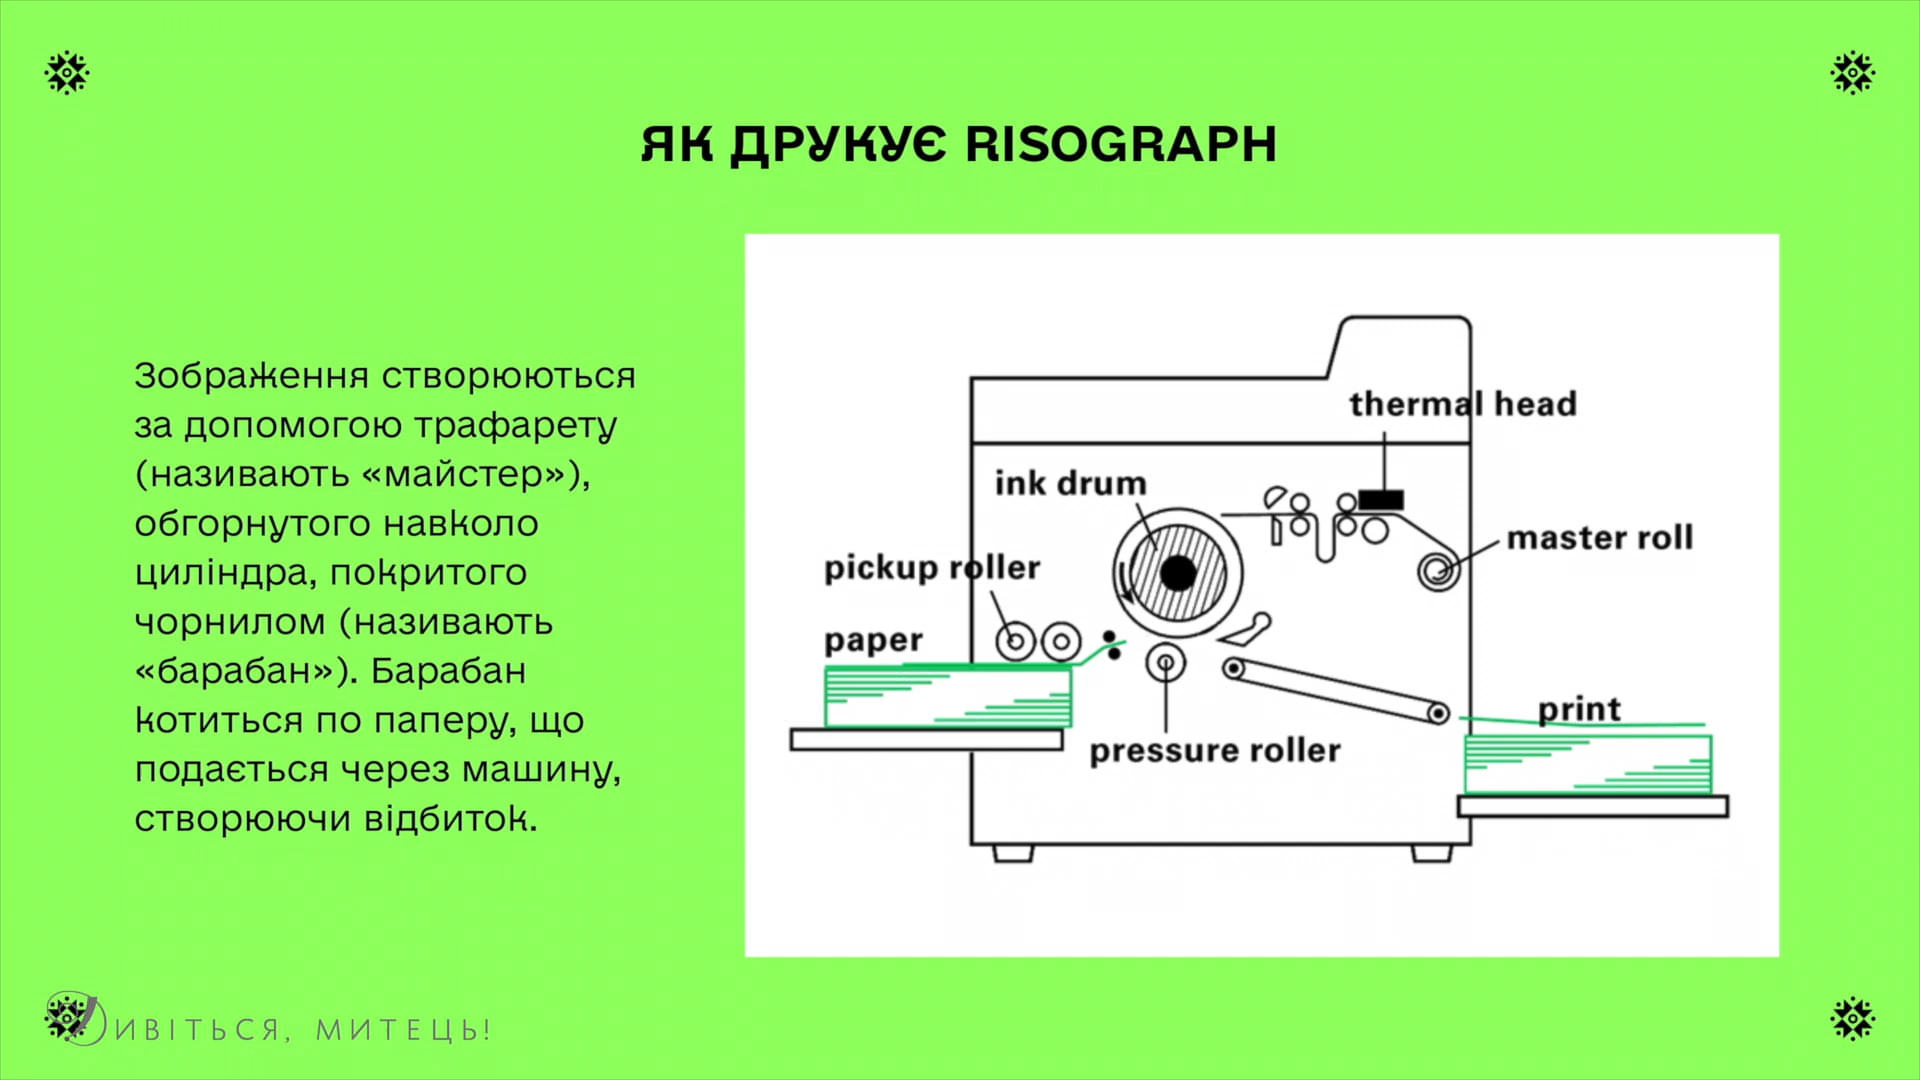 ЯК ДРУКУЄ RISOGRAPH
Зображення створюються
за допомогою трафарету
(називають «майстер»),
обгорнутого навколо
циліндра, покритого
чорнилом (називають
«барабан»). Барабан
котиться по паперу, що
подається через машину,
створюючи відбиток.
thermal head
ink drum
master roll
pickup roller
paper
print
pressure roller
ДИВІТЬСЯ, МИТЕЦЬ!